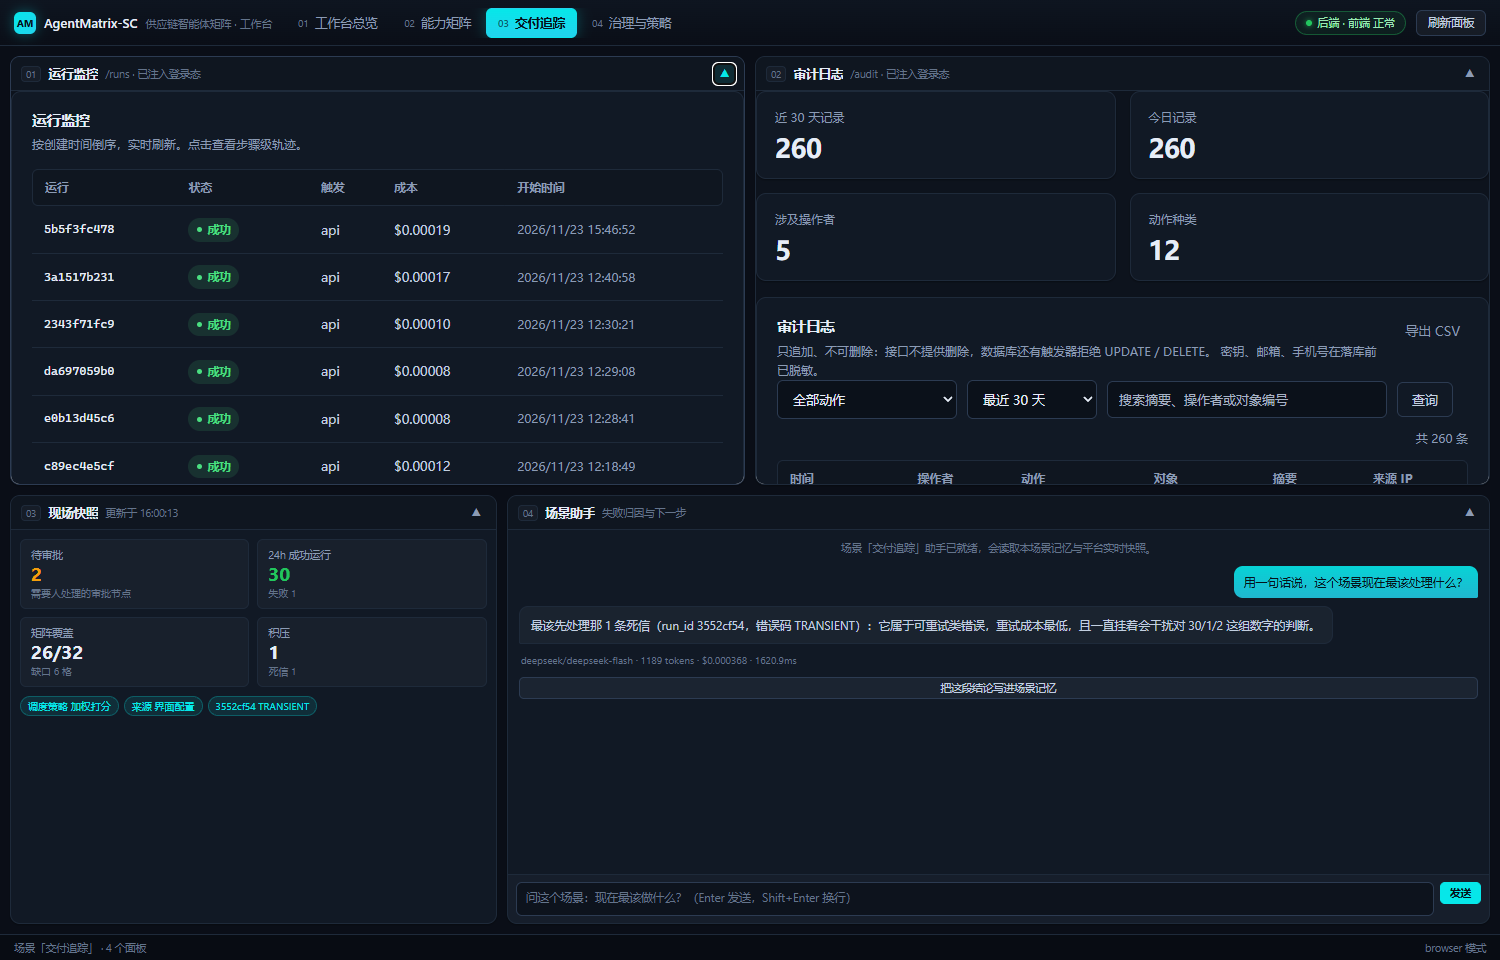 AM AgentMatrix-SC 供应链智能体矩阵 · 工作台 01 工作台总览 02 能力矩阵 03 交付追踪 04 治理与策略 后端 · 前端 正常 刷新面板
01 运行监控 /runs · 已注入登录态
运行监控
按创建时间倒序，实时刷新。点击查看步骤级轨迹。
运行 状态 触发 成本 开始时间
5b5f3fc478 成功 api $0.00019 2026/11/23 15:46:52
3a1517b231 成功 api $0.00017 2026/11/23 12:40:58
2343f71fc9 成功 api $0.00010 2026/11/23 12:30:21
da697059b0 成功 api $0.00008 2026/11/23 12:29:08
e0b13d45c6 成功 api $0.00008 2026/11/23 12:28:41
c89ec4e5cf 成功 api $0.00012 2026/11/23 12:18:49
02 审计日志 /audit · 已注入登录态
近 30 天记录
260
今日记录
260
涉及操作者
5
动作种类
12
审计日志
导出 CSV
只追加、不可删除：接口不提供删除，数据库还有触发器拒绝 UPDATE / DELETE。 密钥、邮箱、手机号在落库前
已脱敏。
全部动作 最近 30 天 搜索摘要、操作者或对象编号 查询
共 260 条
时间 操作者 动作 对象 摘要 来源 IP
03 现场快照 更新于 16:00:13
待审批
2
需要人处理的审批节点
24h 成功运行
30
失败 1
矩阵覆盖
26/32
缺口 6 格
积压
1
死信 1
调度策略 加权打分 来源 界面配置 3552cf54 TRANSIENT
04 场景助手 失败归因与下一步
场景「交付追踪」助手已就绪，会读取本场景记忆与平台实时快照。
用一句话说，这个场景现在最该处理什么？
最该先处理那 1 条死信（run_id 3552cf54，错误码 TRANSIENT）：它属于可重试类错误，重试成本最低，且一直挂着会干扰对 30/1/2 这组数字的判断。
deepseek/deepseek-flash · 1189 tokens · $0.000368 · 1620.9ms
把这段结论写进场景记忆
问这个场景：现在最该做什么？（Enter 发送，Shift+Enter 换行） 发送
场景「交付追踪」 · 4 个面板
browser 模式